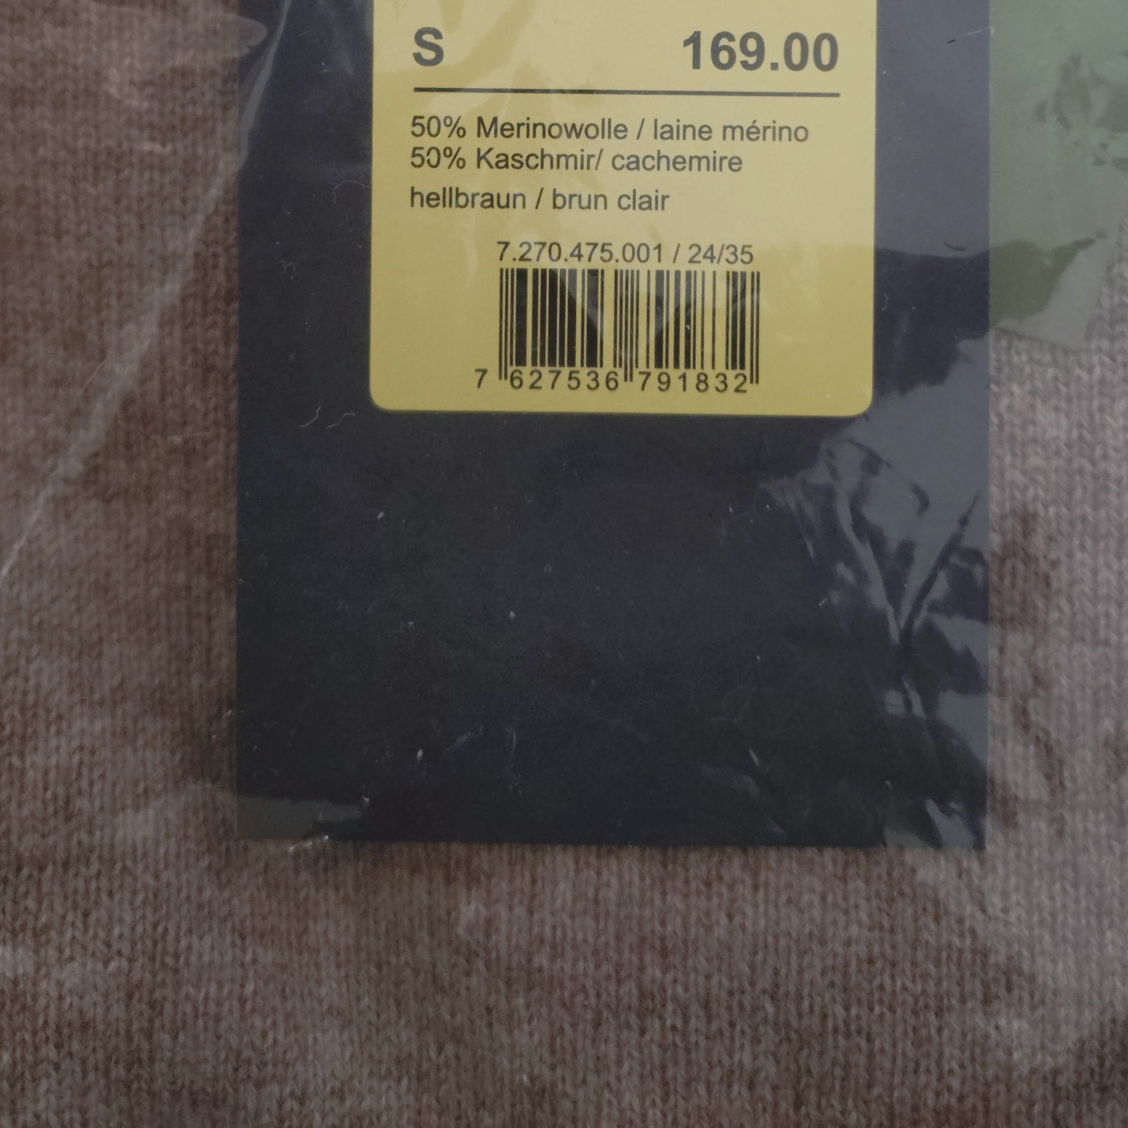 S 169.00
50% Merinowolle / laine mérino
50% Kaschmir/ cachemire
hellbraun / brun clair
7.270.475.001 / 24/35
7 627536 791832